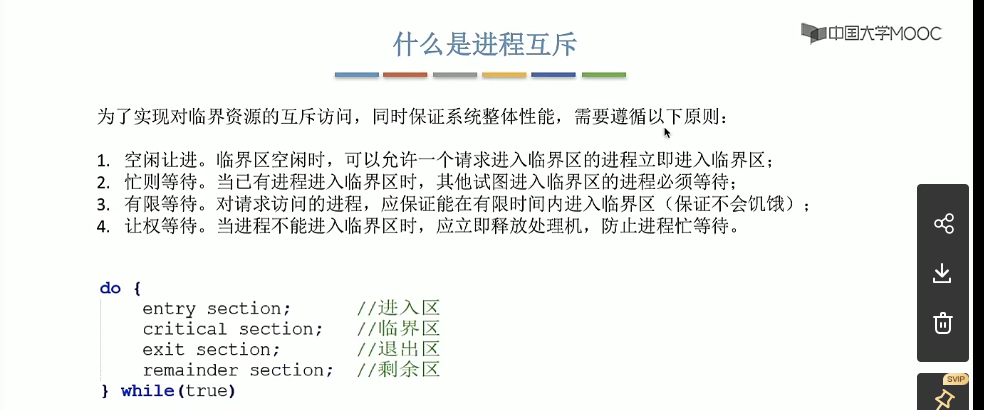 中国大学MOOC
什么是进程互斥
为了实现对临界资源的互斥访问，同时保证系统整体性能，需要遵循以下原则：
1. 空闲让进。临界区空闲时，可以允许一个请求进入临界区的进程立即进入临界区；
2. 忙则等待。当已有进程进入临界区时，其他试图进入临界区的进程必须等待；
3. 有限等待。对请求访问的进程，应保证能在有限时间内进入临界区（保证不会饥饿）；
4. 让权等待。当进程不能进入临界区时，应立即释放处理机，防止进程忙等待。
do {
entry section; //进入区
critical section; //临界区
exit section; //退出区
remainder section; //剩余区
} while(true)
SVIP